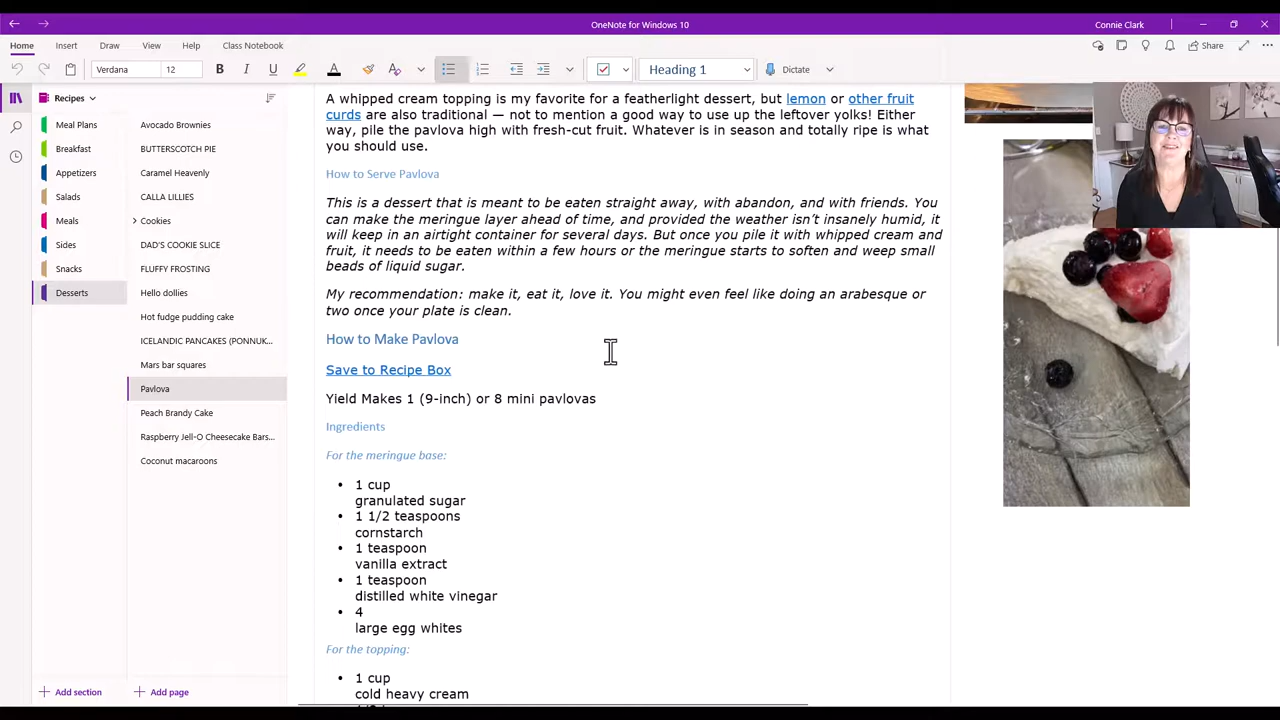 OneNote for Windows 10
Connie Clark
Home Insert Draw View Help Class Notebook
Share
Verdana 12 B I U A Heading 1 Dictate
Recipes
Meal Plans
Breakfast
Appetizers
Salads
Meals
Sides
Snacks
Desserts
Avocado Brownies
BUTTERSCOTCH PIE
Caramel Heavenly
CALLA LILLIES
Cookies
DAD'S COOKIE SLICE
FLUFFY FROSTING
Hello dollies
Hot fudge pudding cake
ICELANDIC PANCAKES (PONNUK...
Mars bar squares
Pavlova
Peach Brandy Cake
Raspberry Jell-O Cheesecake Bars...
Coconut macaroons
Add section
Add page
A whipped cream topping is my favorite for a featherlight dessert, but lemon or other fruit
curds are also traditional — not to mention a good way to use up the leftover yolks! Either
way, pile the pavlova high with fresh-cut fruit. Whatever is in season and totally ripe is what
you should use.
How to Serve Pavlova
This is a dessert that is meant to be eaten straight away, with abandon, and with friends. You
can make the meringue layer ahead of time, and provided the weather isn't insanely humid, it
will keep in an airtight container for several days. But once you pile it with whipped cream and
fruit, it needs to be eaten within a few hours or the meringue starts to soften and weep small
beads of liquid sugar.
My recommendation: make it, eat it, love it. You might even feel like doing an arabesque or
two once your plate is clean.
How to Make Pavlova
Save to Recipe Box
Yield Makes 1 (9-inch) or 8 mini pavlovas
Ingredients
For the meringue base:
• 1 cup
granulated sugar
• 1 1/2 teaspoons
cornstarch
• 1 teaspoon
vanilla extract
• 1 teaspoon
distilled white vinegar
• 4
large egg whites
For the topping:
• 1 cup
cold heavy cream